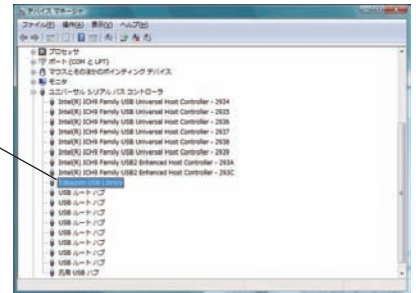 デバイス マネージャ
ファイル(F) 操作(A) 表示(V) ヘルプ(H)
プロセッサ
ポート (COM と LPT)
マウスとそのほかのポインティング デバイス
モニタ
ユニバーサル シリアル バス コントローラ
Intel(R) ICH9 Family USB Universal Host Controller - 2934
Intel(R) ICH9 Family USB Universal Host Controller - 2935
Intel(R) ICH9 Family USB Universal Host Controller - 2936
Intel(R) ICH9 Family USB Universal Host Controller - 2937
Intel(R) ICH9 Family USB Universal Host Controller - 2938
Intel(R) ICH9 Family USB Universal Host Controller - 2939
Intel(R) ICH9 Family USB2 Enhanced Host Controller - 293A
Intel(R) ICH9 Family USB2 Enhanced Host Controller - 293C
USB Library
USB ルート ハブ
USB ルート ハブ
USB ルート ハブ
USB ルート ハブ
USB ルート ハブ
USB ルート ハブ
USB ルート ハブ
USB ルート ハブ
汎用 USB ハブ